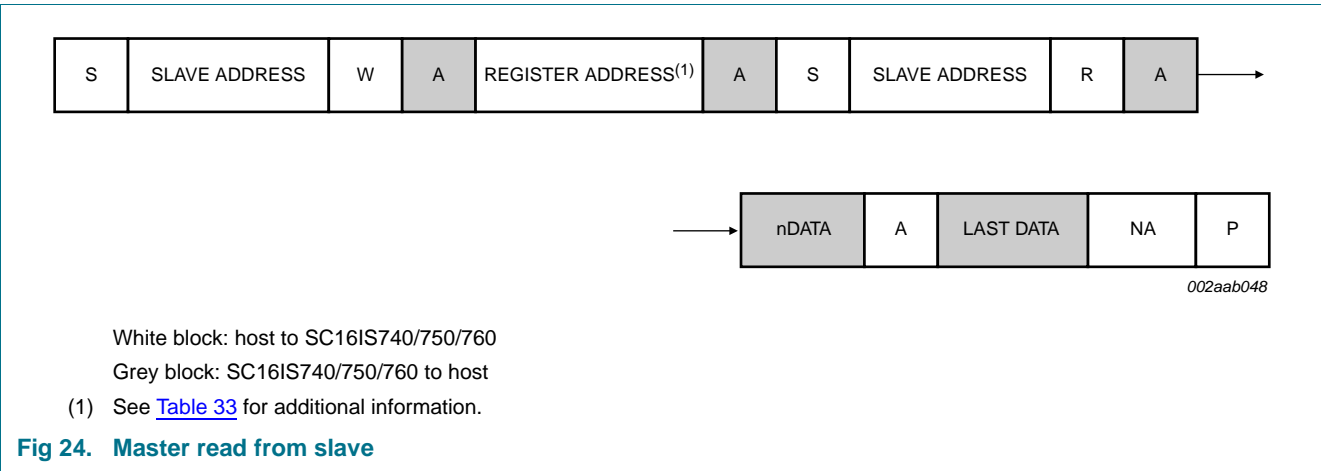 S SLAVE ADDRESS W A REGISTER ADDRESS(1) A S SLAVE ADDRESS R A
nDATA A LAST DATA NA P
002aab048
White block: host to SC16IS740/750/760
Grey block: SC16IS740/750/760 to host
(1) See Table 33 for additional information.
Fig 24. Master read from slave